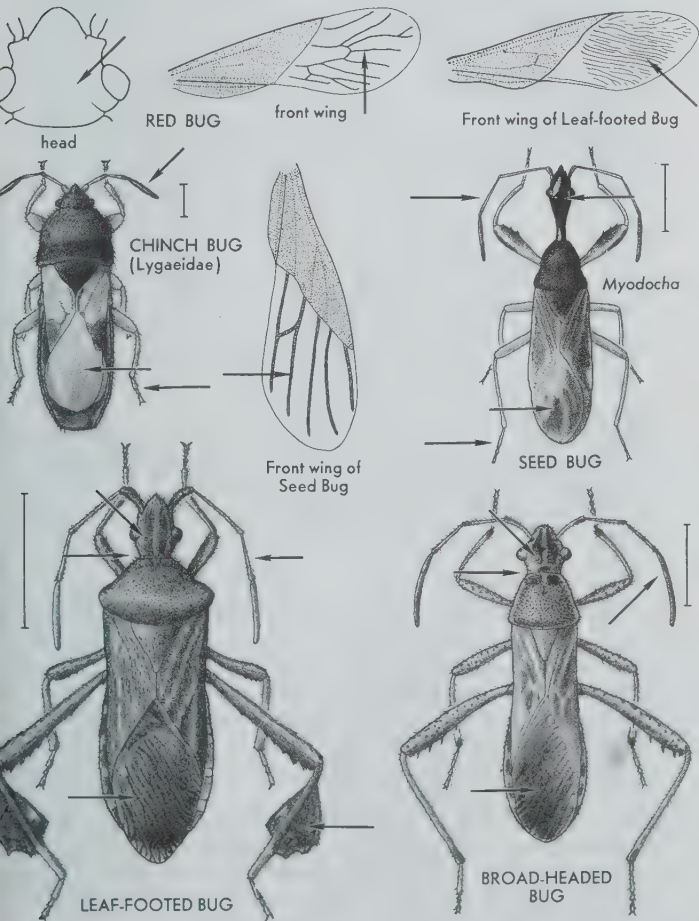 head
RED BUG
front wing
Front wing of Leaf-footed Bug
CHINCH BUG
(Lygaeidae)
Front wing of
Seed Bug
Myodocha
SEED BUG
LEAF-FOOTED BUG
BROAD-HEADED
BUG